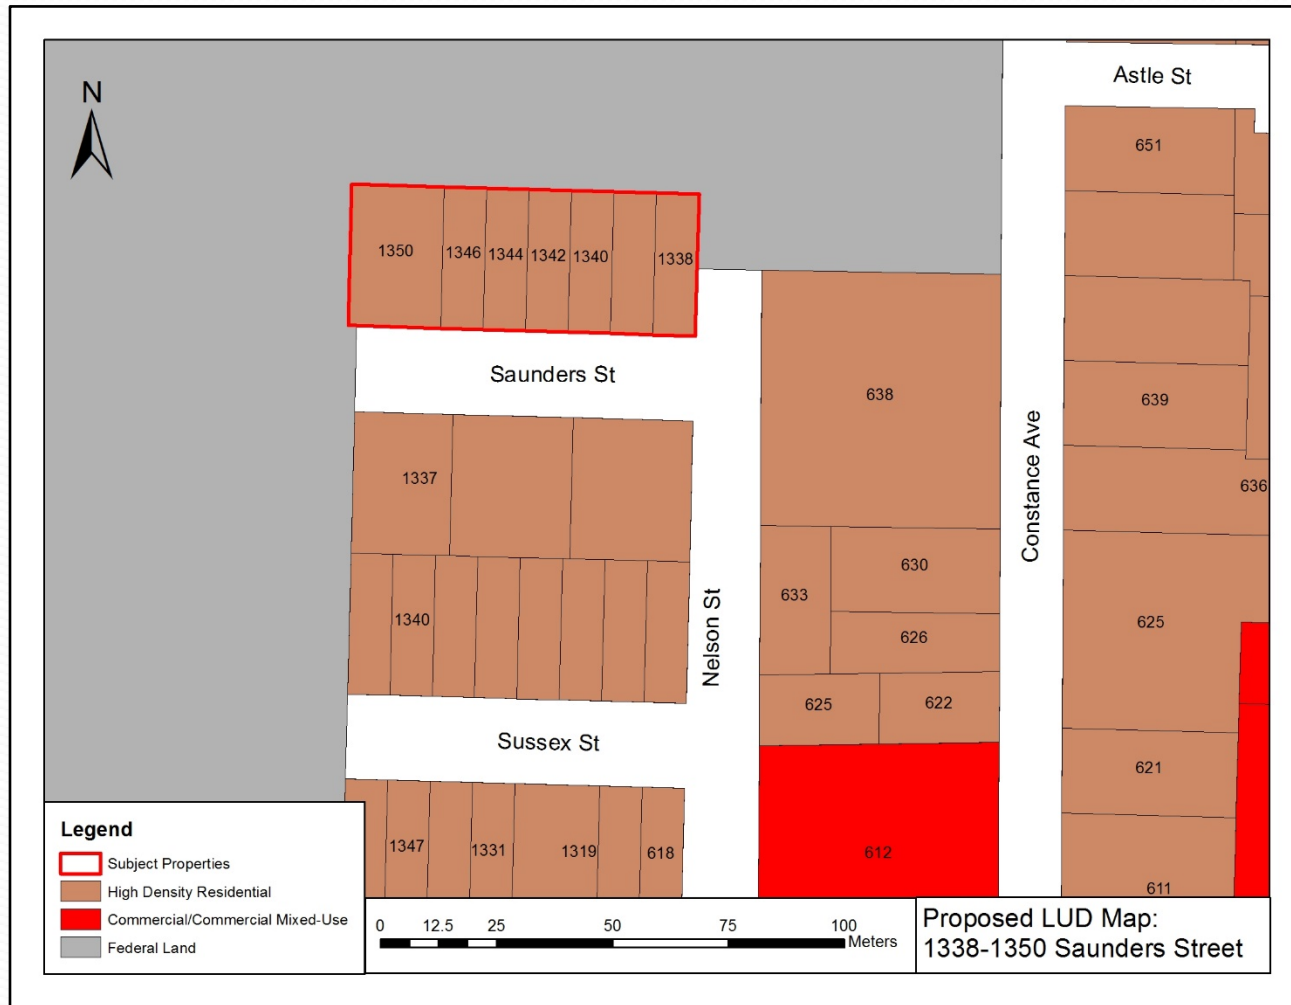 N
Astle St
651
1350 1346 1344 1342 1340 1338
Saunders St
638
639
1337
636
Constance Ave
630
633
1340
626
625
Nelson St
625
622
Sussex St
621
1347 1331 1319 618
612
611
Legend
Subject Properties
High Density Residential
Commercial/Commercial Mixed-Use
Federal Land
0 12.5 25 50 75 100
Meters
Proposed LUD Map:
1338-1350 Saunders Street